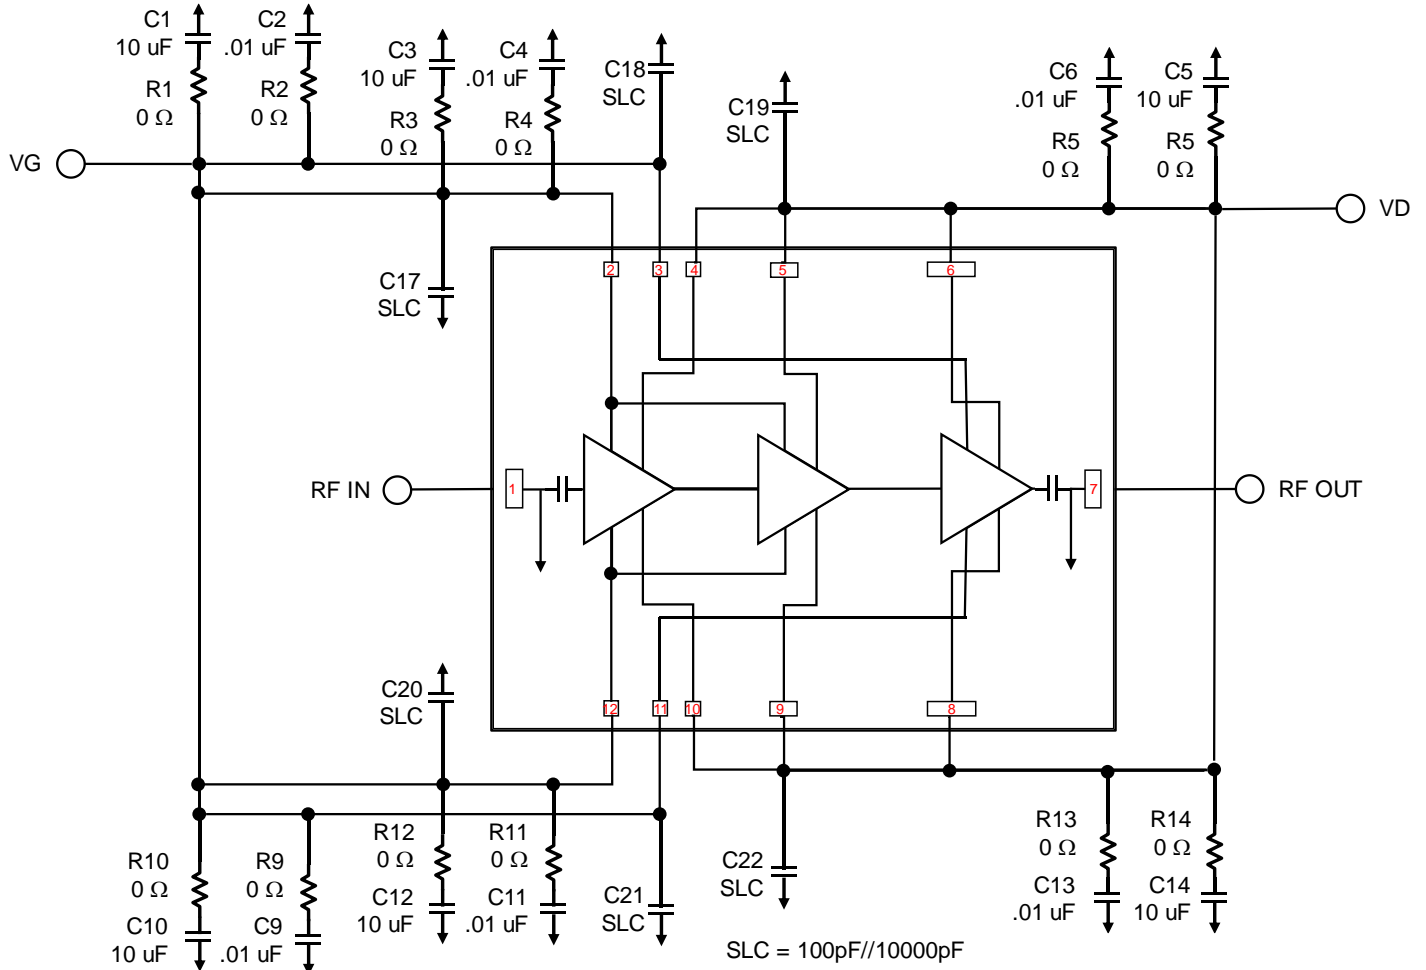 C1
10 uF
R1
0 Ω
C2
.01 uF
R2
0 Ω
C3
10 uF
R3
0 Ω
C4
.01 uF
R4
0 Ω
C18
SLC
C19
SLC
C6
.01 uF
R5
0 Ω
C5
10 uF
R5
0 Ω
VG
VD
C17
SLC
2
3
4
5
6
RF IN
1
7
RF OUT
C20
SLC
12
11
10
9
8
R10
0 Ω
C10
10 uF
R9
0 Ω
C9
.01 uF
R12
0 Ω
C12
10 uF
R11
0 Ω
C11
.01 uF
C21
SLC
C22
SLC
R13
0 Ω
C13
.01 uF
R14
0 Ω
C14
10 uF
SLC = 100pF//10000pF